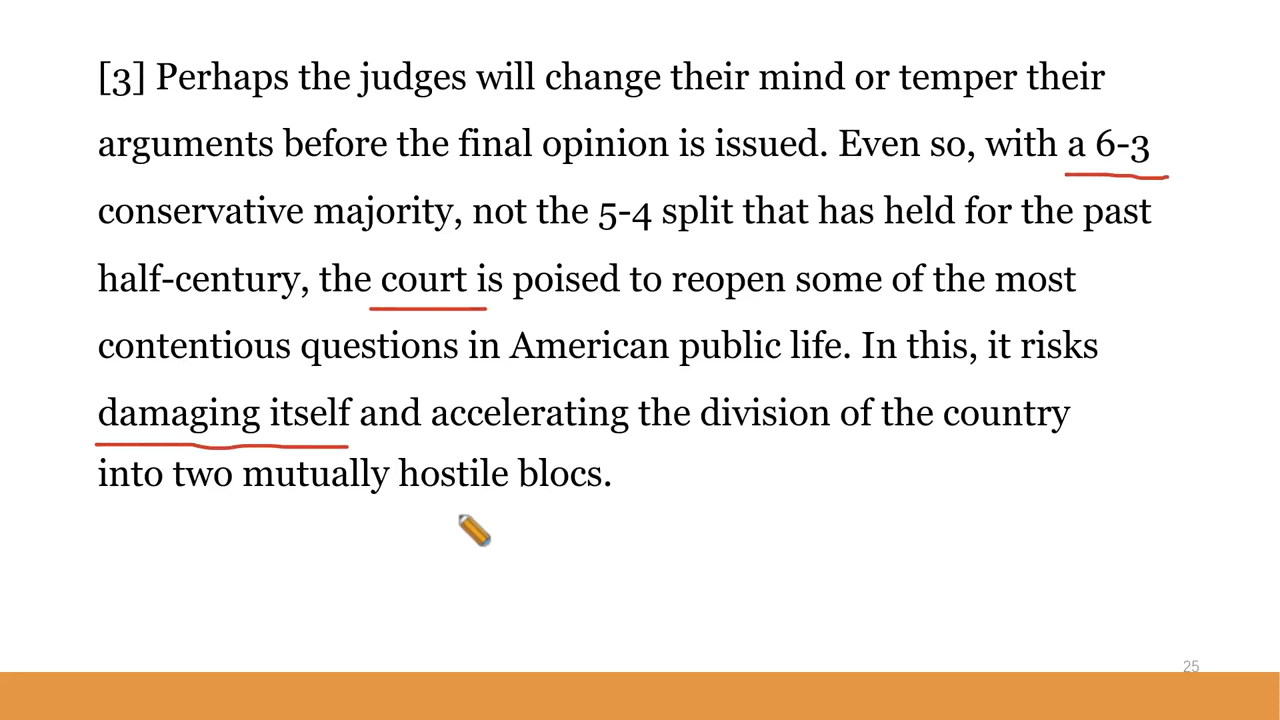 [3] Perhaps the judges will change their mind or temper their
arguments before the final opinion is issued. Even so, with a 6-3
conservative majority, not the 5-4 split that has held for the past
half-century, the court is poised to reopen some of the most
contentious questions in American public life. In this, it risks
damaging itself and accelerating the division of the country
into two mutually hostile blocs.
25